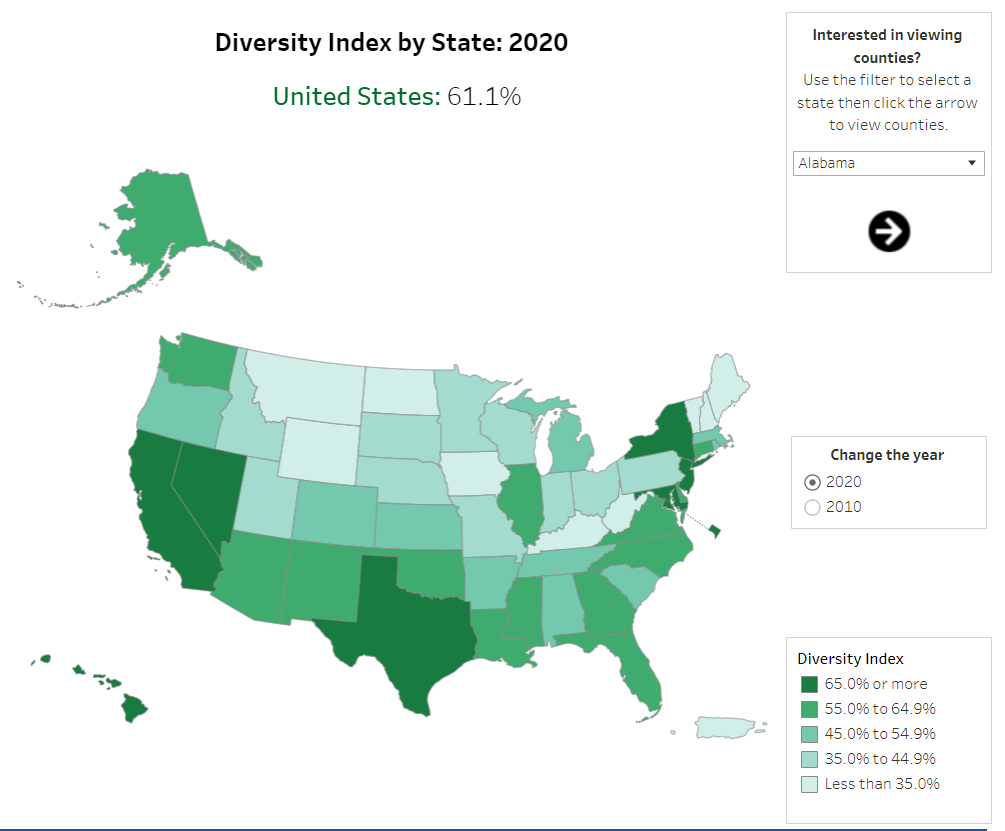 Diversity Index by State: 2020
United States: 61.1%
Interested in viewing
counties?
Use the filter to select a
state then click the arrow
to view counties.
Alabama
Change the year
2020
2010
Diversity Index
65.0% or more
55.0% to 64.9%
45.0% to 54.9%
35.0% to 44.9%
Less than 35.0%